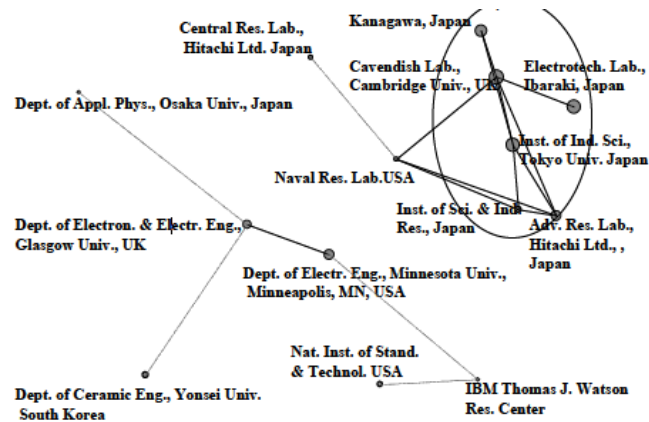 Central Res. Lab.,
Hitachi Ltd. Japan
Kanagawa, Japan
Cavendish Lab.,
Cambridge Univ., UK
Electrotech. Lab.,
Ibaraki, Japan
Dept. of Appl. Phys., Osaka Univ., Japan
Inst. of Ind. Sci.,
Tokyo Univ. Japan
Naval Res. Lab.USA
Inst. of Sci. & Ind.
Res., Japan
Adv. Res. Lab.,
Hitachi Ltd., ,
Japan
Dept. of Electron. & Electr. Eng.,
Glasgow Univ., UK
Dept. of Electr. Eng., Minnesota Univ.,
Minneapolis, MN, USA
Nat. Inst. of Stand.
& Technol. USA
IBM Thomas J. Watson
Res. Center
Dept. of Ceramic Eng., Yonsei Univ.
South Korea